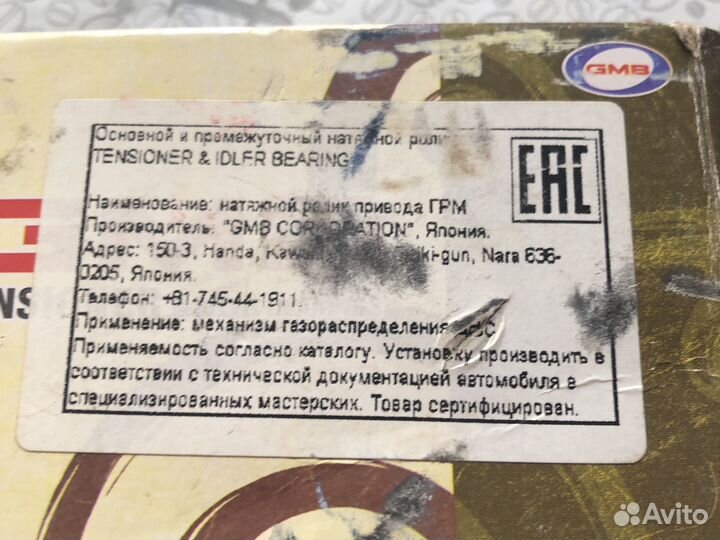 GMB
Основной и промежуточный натяжной
TENSIONER & IDLER BEARING
EAC
Наименование: натяжной ролик привода ГРМ
Производитель: "GMB CORPORATION", Япония.
Адрес: 150-3, Handa, Nara 636-
0205, Япония.
Телефон: +81-745-44-1911.
Применение: механизм газораспределения
Применяемость согласно каталогу. Установку производить в
соответствии с технической документацией автомобиля в
специализированных мастерских. Товар сертифицирован.
NS
Avito